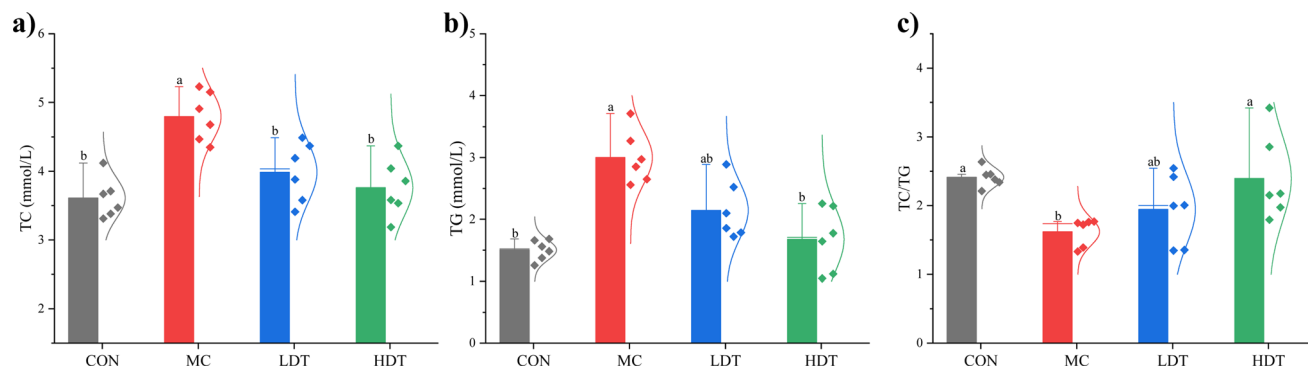 a)
6
5
4
3
2
TC (mmol/L)
b
a
b
b
CON MC LDT HDT
b)
5
4
3
2
1
0
TG (mmol/L)
b
a
ab
b
CON MC LDT HDT
c)
4
3
2
1
0
TC/TG
a
b
ab
a
CON MC LDT HDT